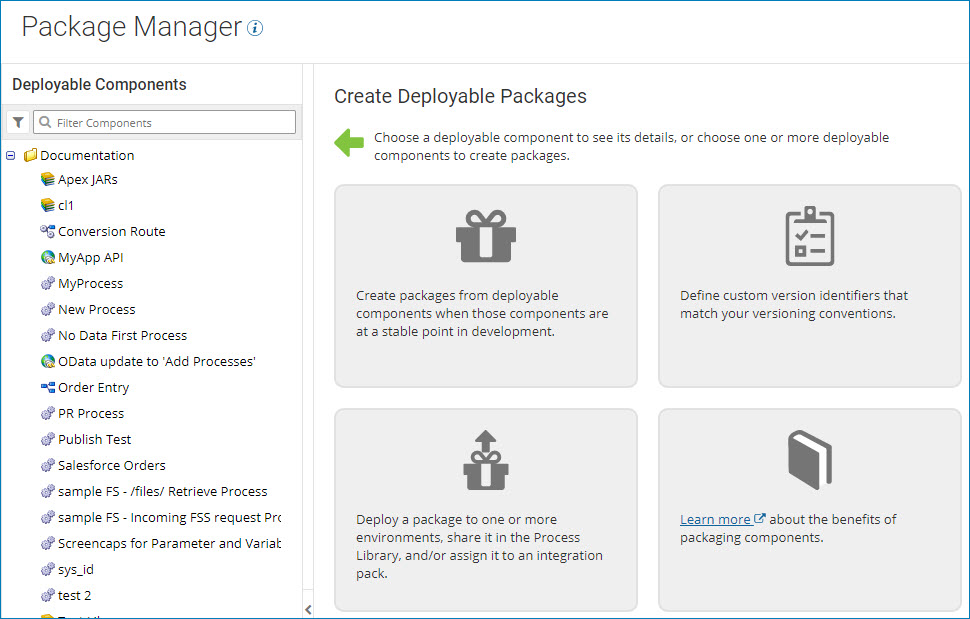 Package Manager
Deployable Components
Filter Components
Documentation
Apex JARs
cl1
Conversion Route
MyApp API
MyProcess
New Process
No Data First Process
OData update to 'Add Processes'
Order Entry
PR Process
Publish Test
Salesforce Orders
sample FS - /files/ Retrieve Process
sample FS - Incoming FSS request
Screencaps for Parameter and
sys_id
test 2
Create Deployable Packages
Choose a deployable component to see its details, or choose one or more deployable
components to create packages.
Create packages from deployable
components when those components are
at a stable point in development.
Define custom version identifiers that
match your versioning conventions.
Deploy a package to one or more
environments, share it in the Process
Library, and/or assign it to an integration
pack.
Learn more about the benefits of
packaging components.